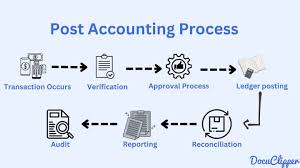 Post Accounting Process
Transaction Occurs
Verification
Approval Process
Ledger posting
Audit
Reporting
Reconciliation
DocuClipper